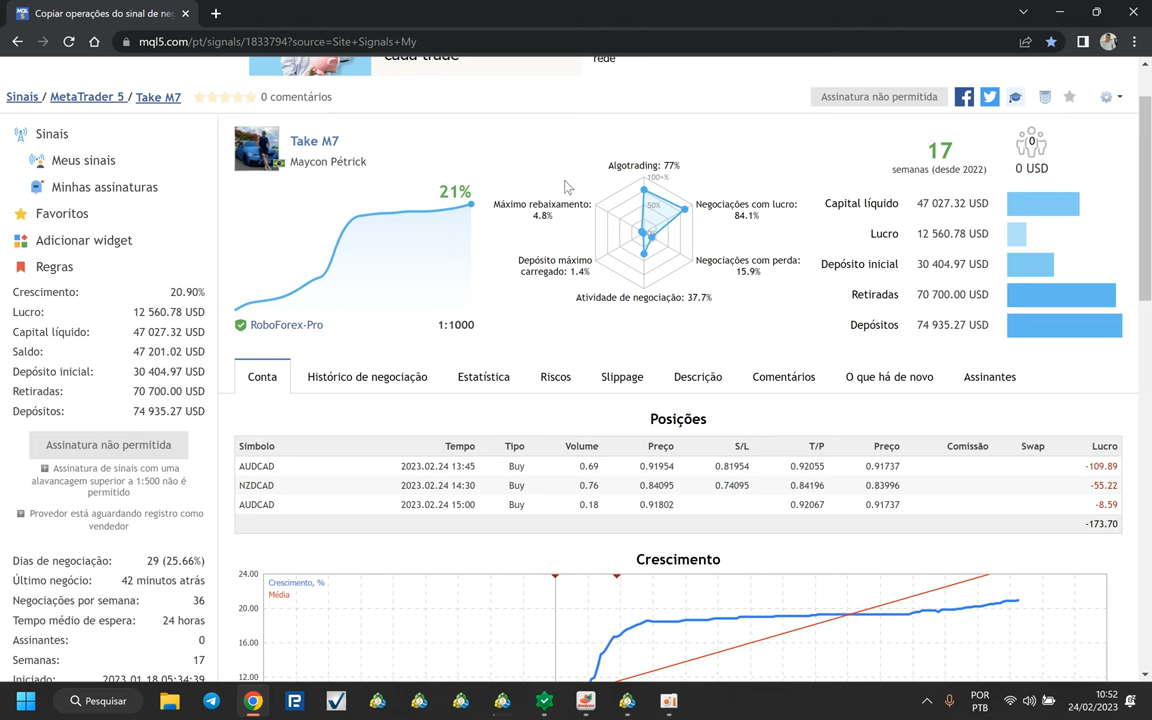 Copiar operações do sinal de neg
mql5.com/pt/signals/1833794?source=Site+Signals+My
cada trade
rede
Sinais / MetaTrader 5 / Take M7
0 comentários
Assinatura não permitida
Sinais
Meus sinais
Minhas assinaturas
Favoritos
Adicionar widget
Regras
Crescimento: 20.90%
Lucro: 12 560.78 USD
Capital líquido: 47 027.32 USD
Saldo: 47 201.02 USD
Depósito inicial: 30 404.97 USD
Retiradas: 70 700.00 USD
Depósitos: 74 935.27 USD
Assinatura não permitida
Assinatura de sinais com uma
alavancagem superior a 1:500 não é
permitido
Provedor está aguardando registro como
vendedor
Dias de negociação: 29 (25.66%)
Último negócio: 42 minutos atrás
Negociações por semana: 36
Tempo médio de espera: 24 horas
Assinantes: 0
Semanas: 17
Iniciado: 2023.01.18 05:34:39
Take M7
Maycon Pétrick
21%
RoboForex-Pro 1:1000
Algotrading: 77%
100+%
50%
Máximo rebaixamento:
4.8%
Negociações com lucro:
84.1%
Depósito máximo
carregado: 1.4%
Negociações com perda:
15.9%
Atividade de negociação: 37.7%
17
semanas (desde 2022)
0
0 USD
Capital líquido 47 027.32 USD
Lucro 12 560.78 USD
Depósito inicial 30 404.97 USD
Retiradas 70 700.00 USD
Depósitos 74 935.27 USD
Conta Histórico de negociação Estatística Riscos Slippage Descrição Comentários O que há de novo Assinantes
Posições
Símbolo Tempo Tipo Volume Preço S/L T/P Preço Comissão Swap Lucro
AUDCAD 2023.02.24 13:45 Buy 0.69 0.91954 0.81954 0.92055 0.91737 -109.89
NZDCAD 2023.02.24 14:30 Buy 0.76 0.84095 0.74095 0.84196 0.83996 -55.22
AUDCAD 2023.02.24 15:00 Buy 0.18 0.91802 0.92067 0.91737 -8.59
-173.70
Crescimento
24.00
Crescimento, %
Média
20.00
16.00
12.00
Pesquisar
POR
PTB
10:52
24/02/2023